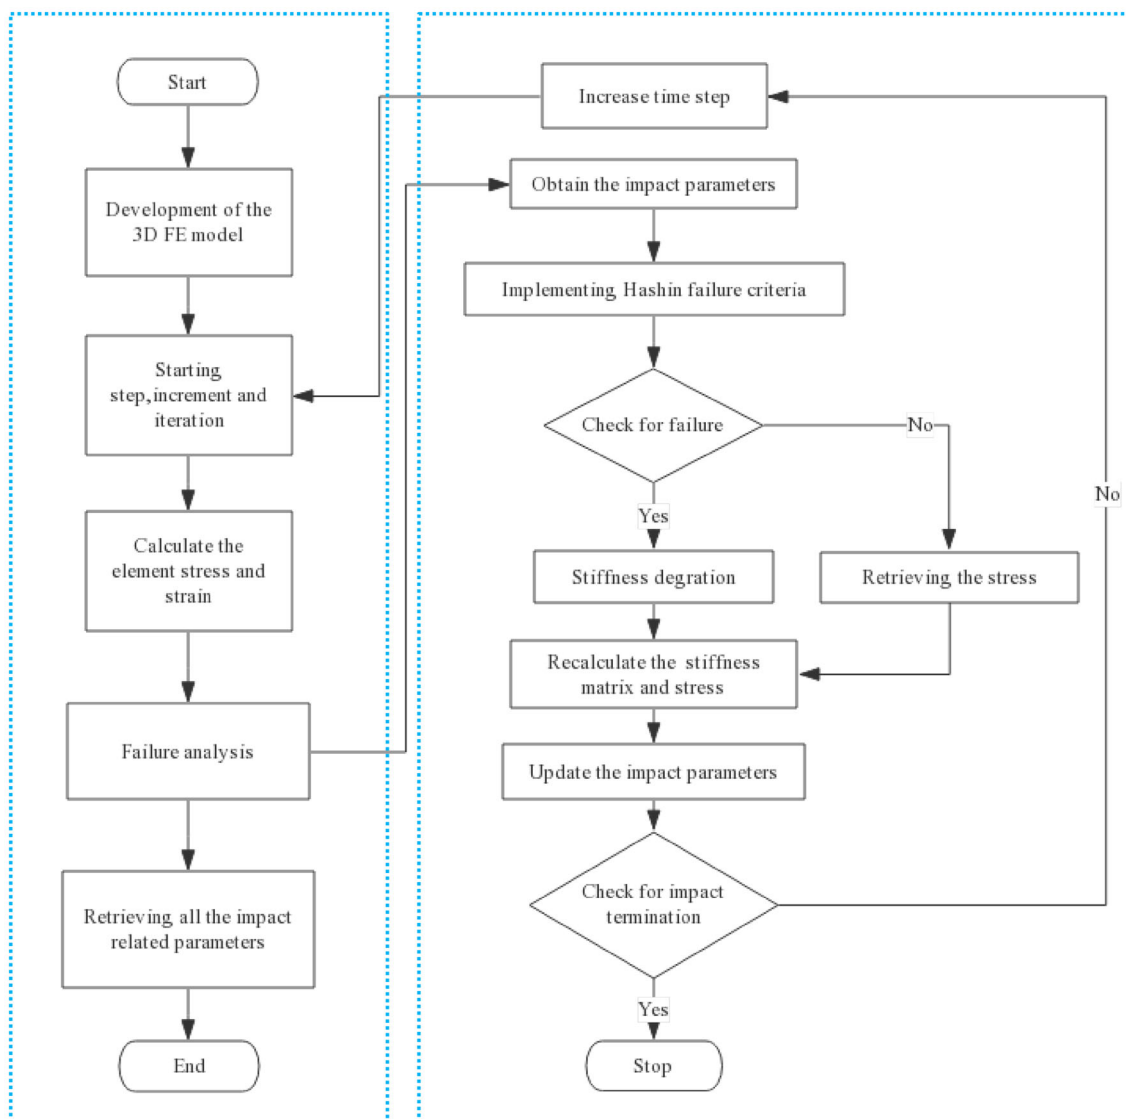 Start
Development of the
3D FE model
Starting
step,increment and
iteration
Calculate the
element stress and
strain
Failure analysis
Retrieving all the impact
related parameters
End
Increase time step
Obtain the impact parameters
Implementing Hashin failure criteria
Check for failure
No
Yes
Stiffness degration
Retrieving the stress
Recalculate the stiffness
matrix and stress
Update the impact parameters
Check for impact
termination
No
Yes
Stop